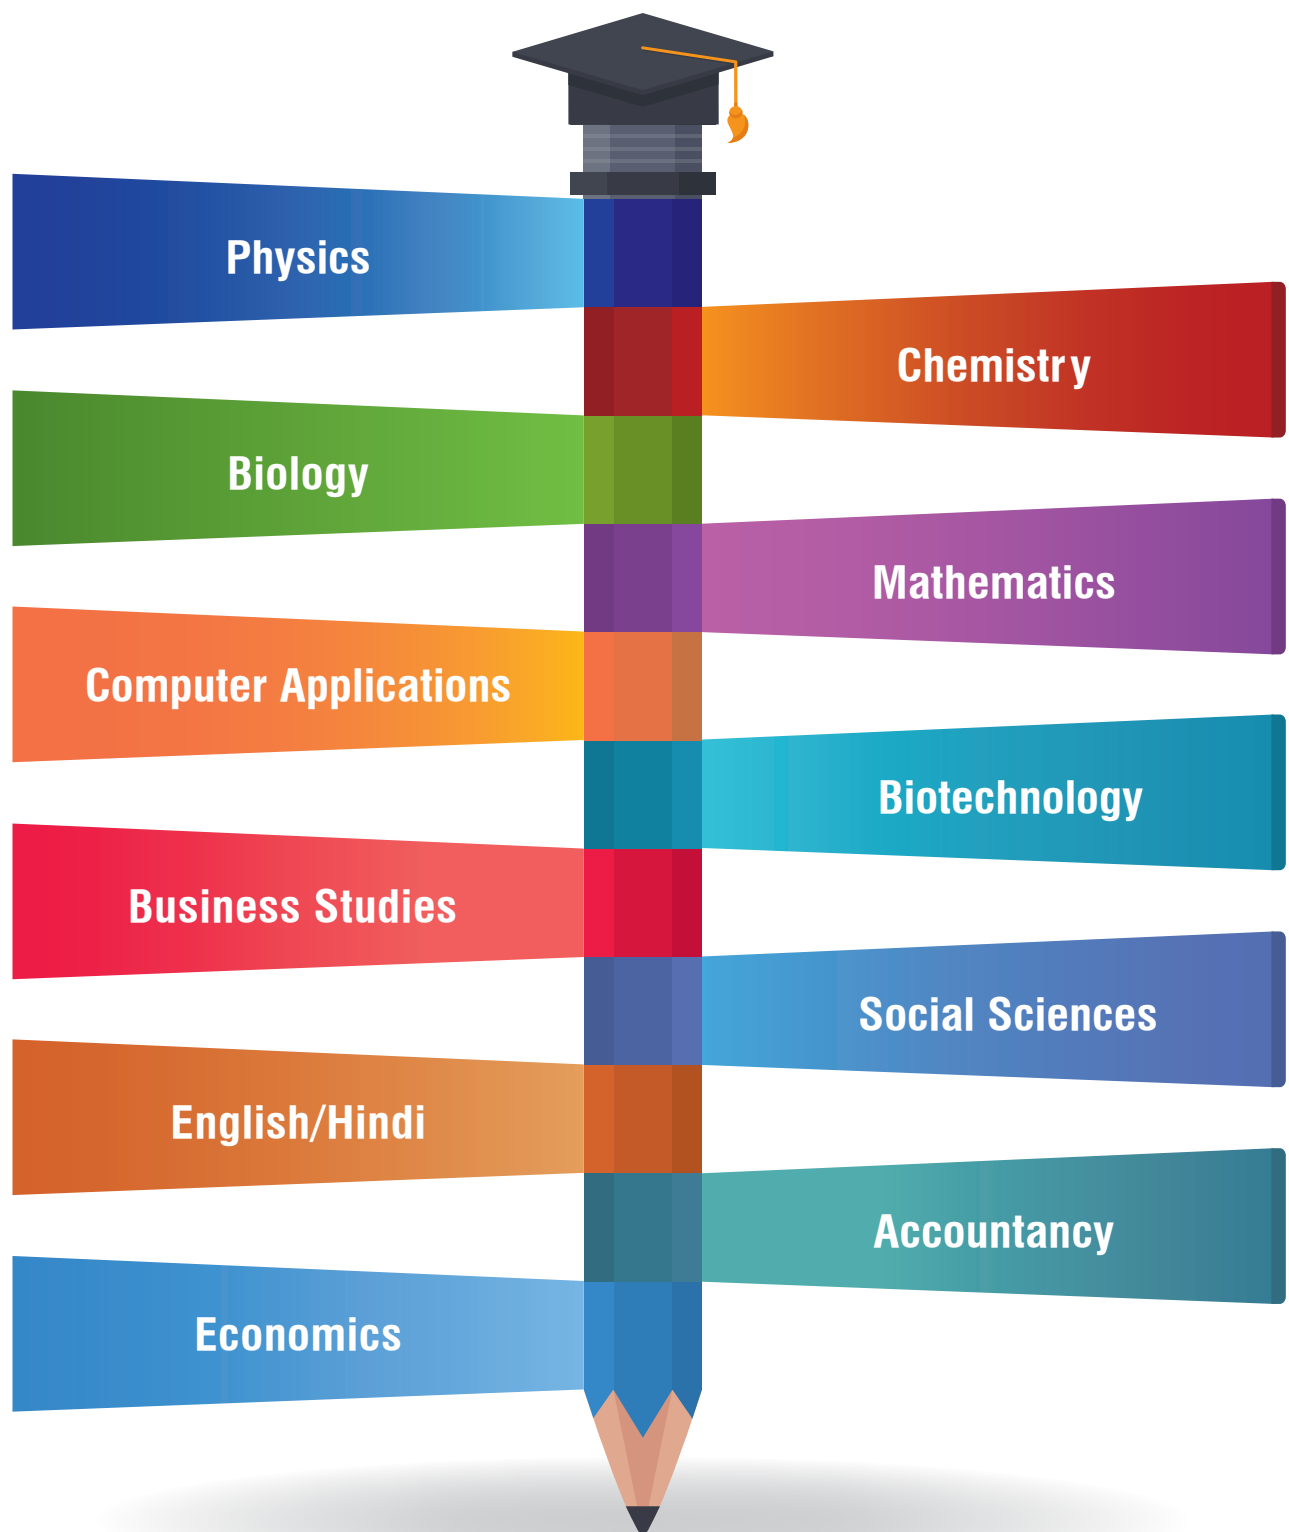 Physics
Chemistry
Biology
Mathematics
Computer Applications
Biotechnology
Business Studies
Social Sciences
English/Hindi
Accountancy
Economics